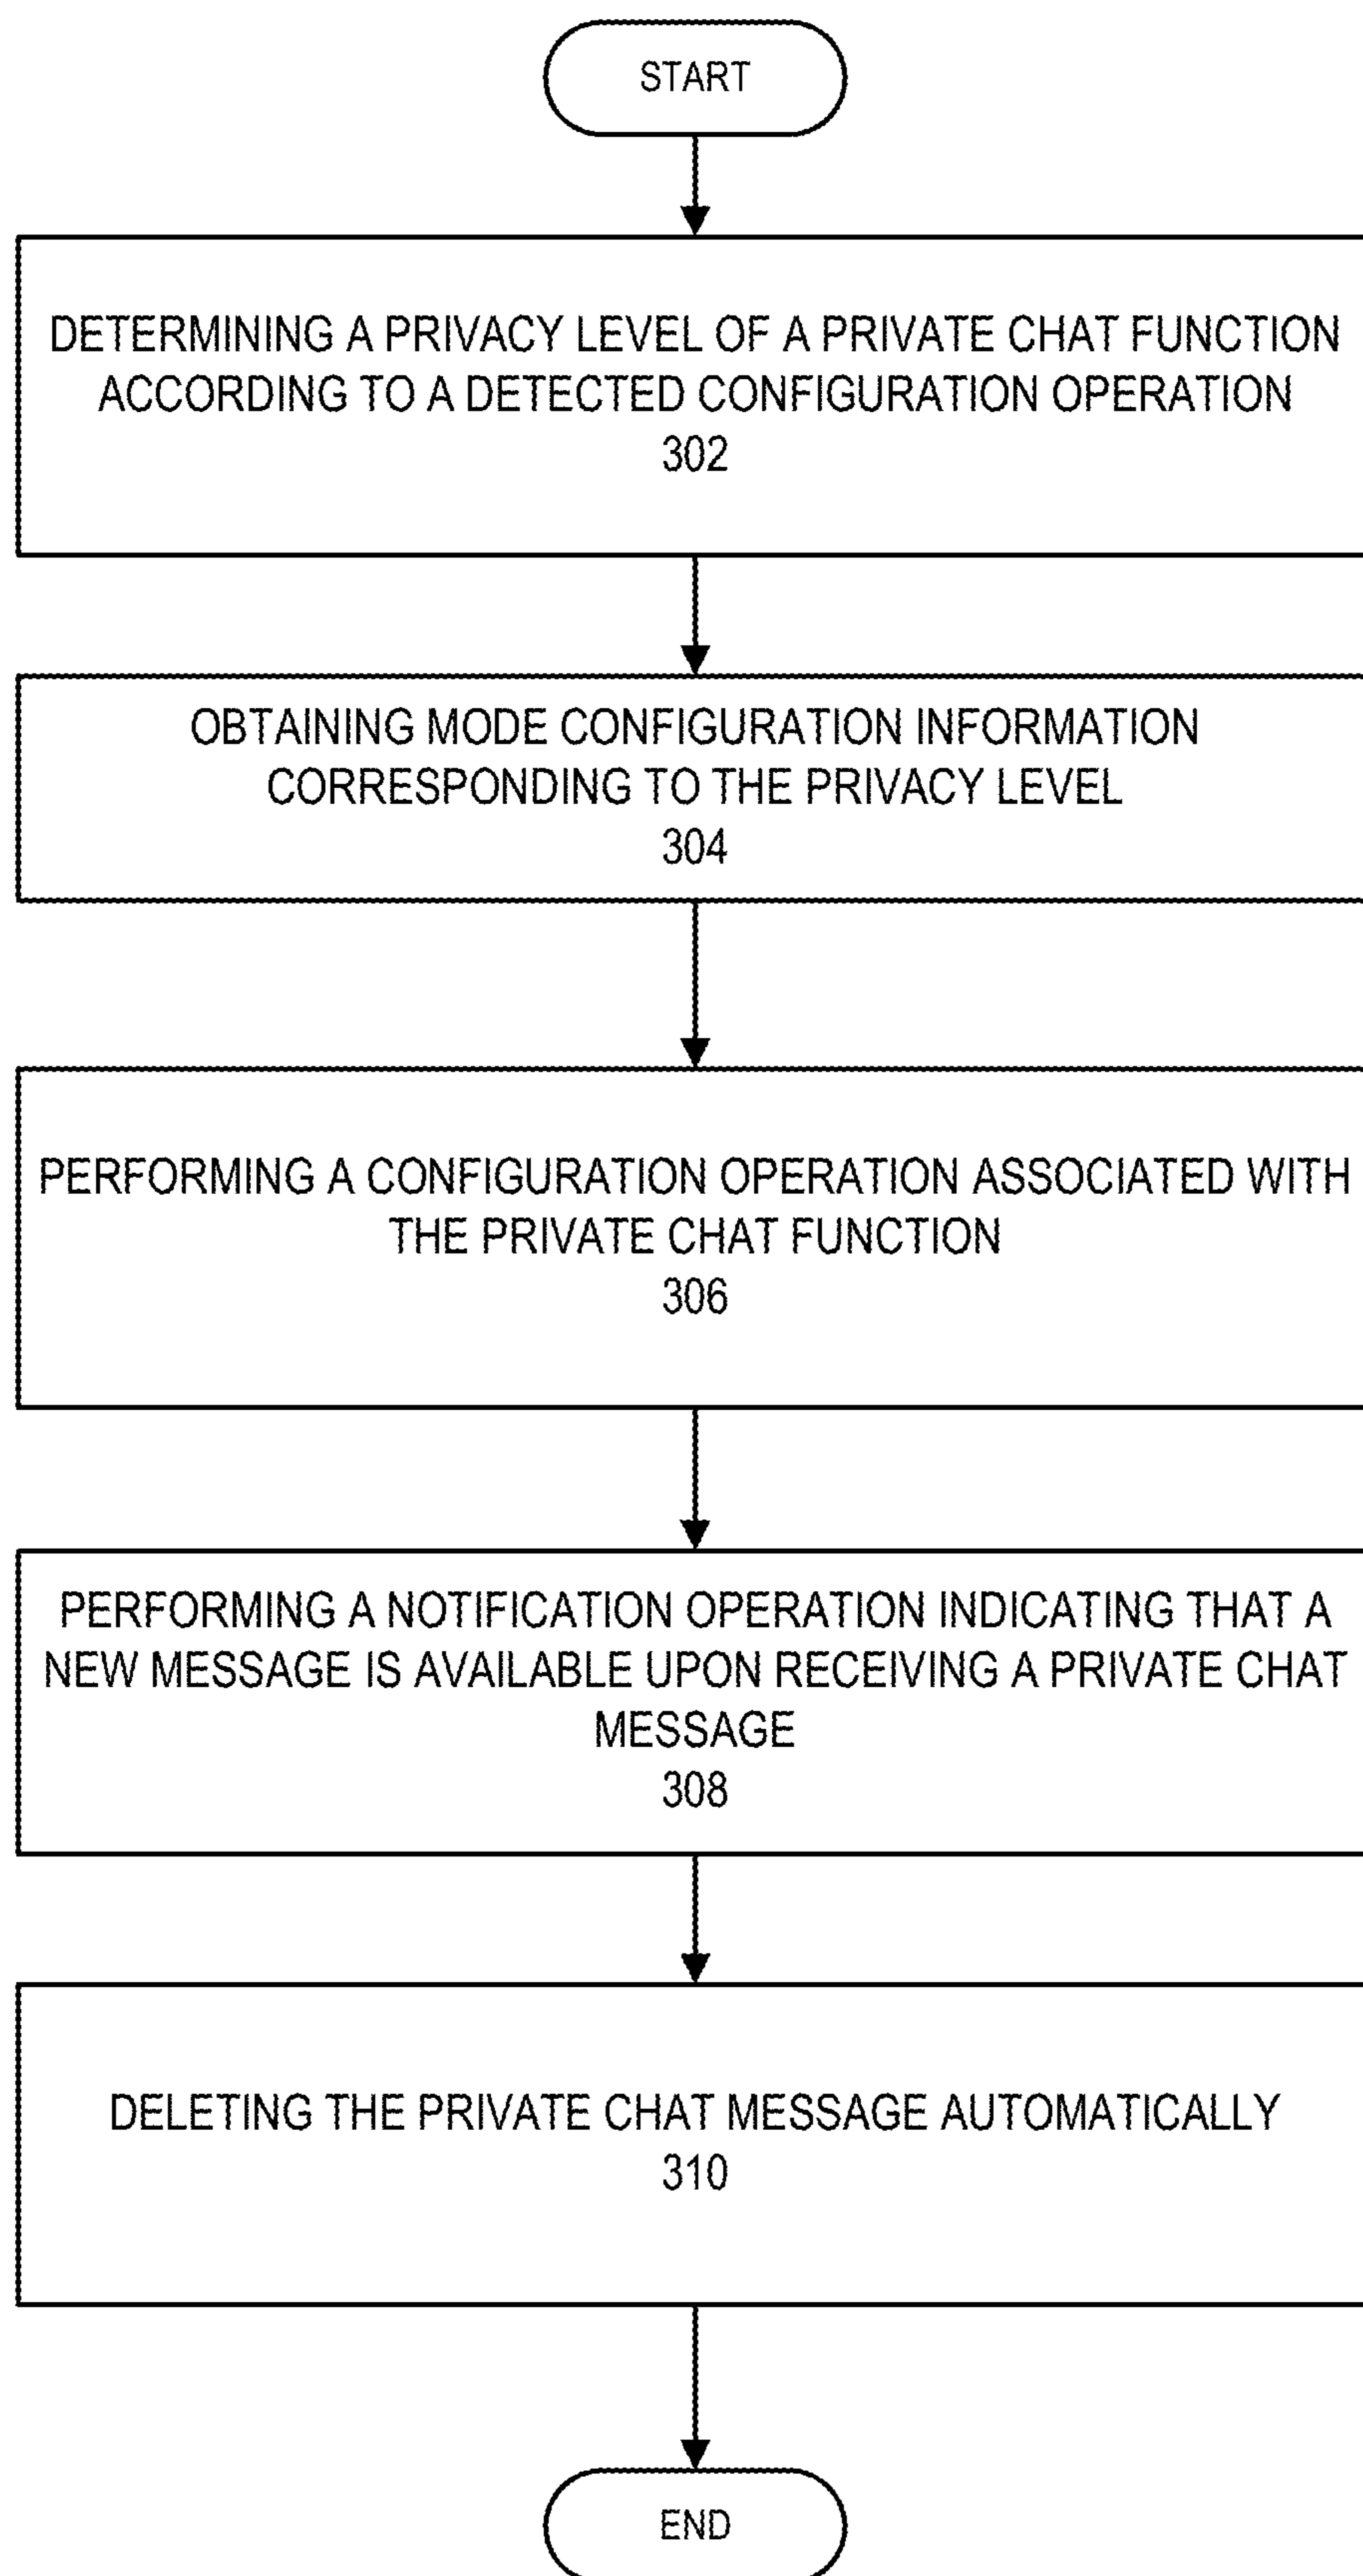 START
DETERMINING A PRIVACY LEVEL OF A PRIVATE CHAT FUNCTION
ACCORDING TO A DETECTED CONFIGURATION OPERATION
302
OBTAINING MODE CONFIGURATION INFORMATION
CORRESPONDING TO THE PRIVACY LEVEL
304
PERFORMING A CONFIGURATION OPERATION ASSOCIATED WITH
THE PRIVATE CHAT FUNCTION
306
PERFORMING A NOTIFICATION OPERATION INDICATING THAT A
NEW MESSAGE IS AVAILABLE UPON RECEIVING A PRIVATE CHAT
MESSAGE
308
DELETING THE PRIVATE CHAT MESSAGE AUTOMATICALLY
310
END